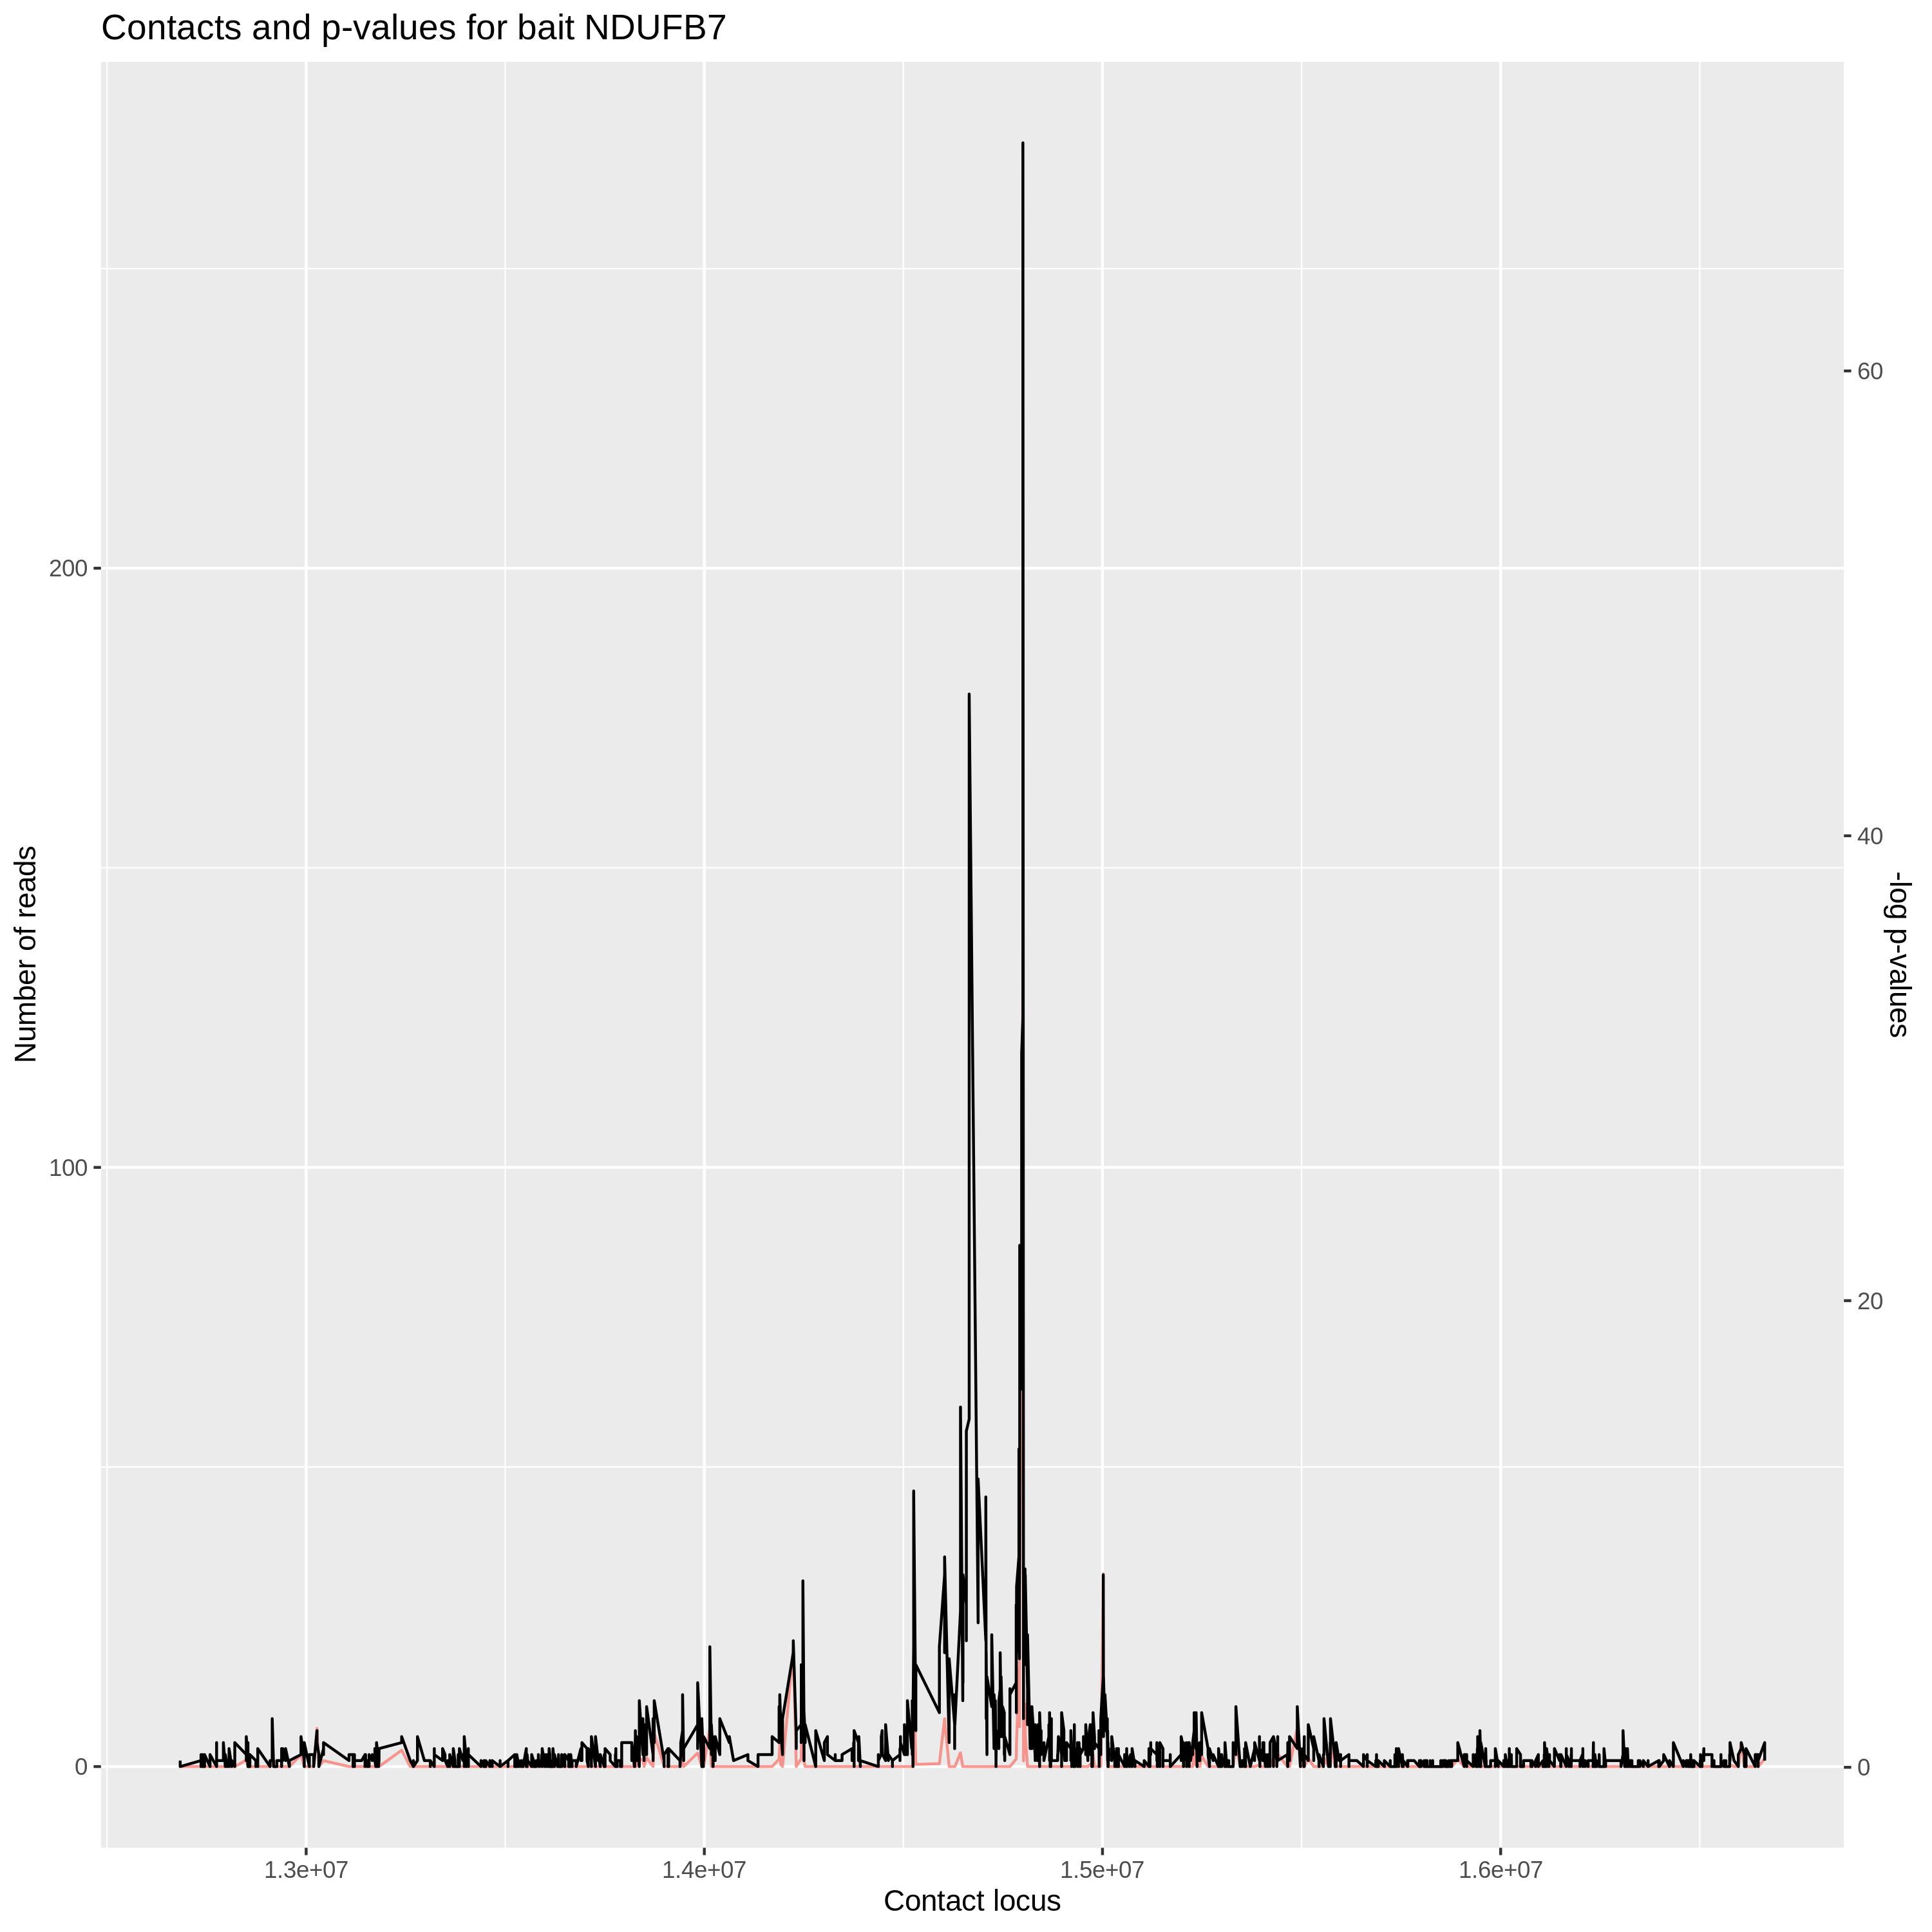 Contacts and p-values for bait NDUFB7
Number of reads
200
100
0
60
40
20
0
-log p-values
1.3e+07 1.4e+07 1.5e+07 1.6e+07
Contact locus